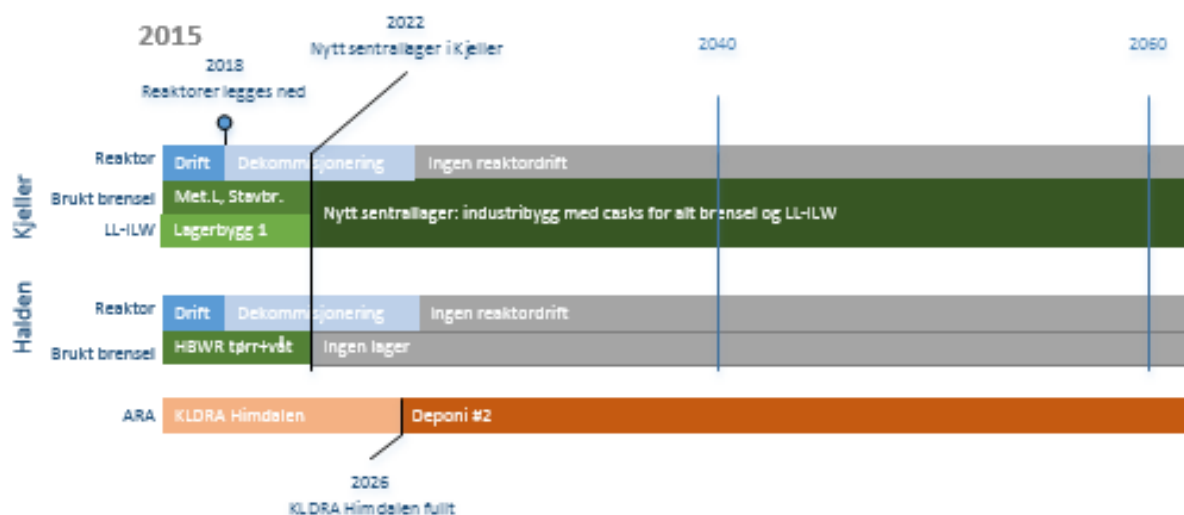 2015
2022
Nytt sentrallager i Kjeller
2018
Reaktorer legges ned
2040
2060
Kjeller
Reaktor
Drift
Dekommisjonering
Ingen reaktordrift
Brukt brensel
Met.L, Stavbr.
Nytt sentrallager: industribygg med casks for alt brensel og LL-ILW
LL-ILW
Lagerbygg 1
Halden
Reaktor
Drift
Dekommisjonering
Ingen reaktordrift
Brukt brensel
HBWR tørr+våt
Ingen lager
ARA
KLDRA Himdalen
Deponi #2
2026
KLDRA Himdalen fullt